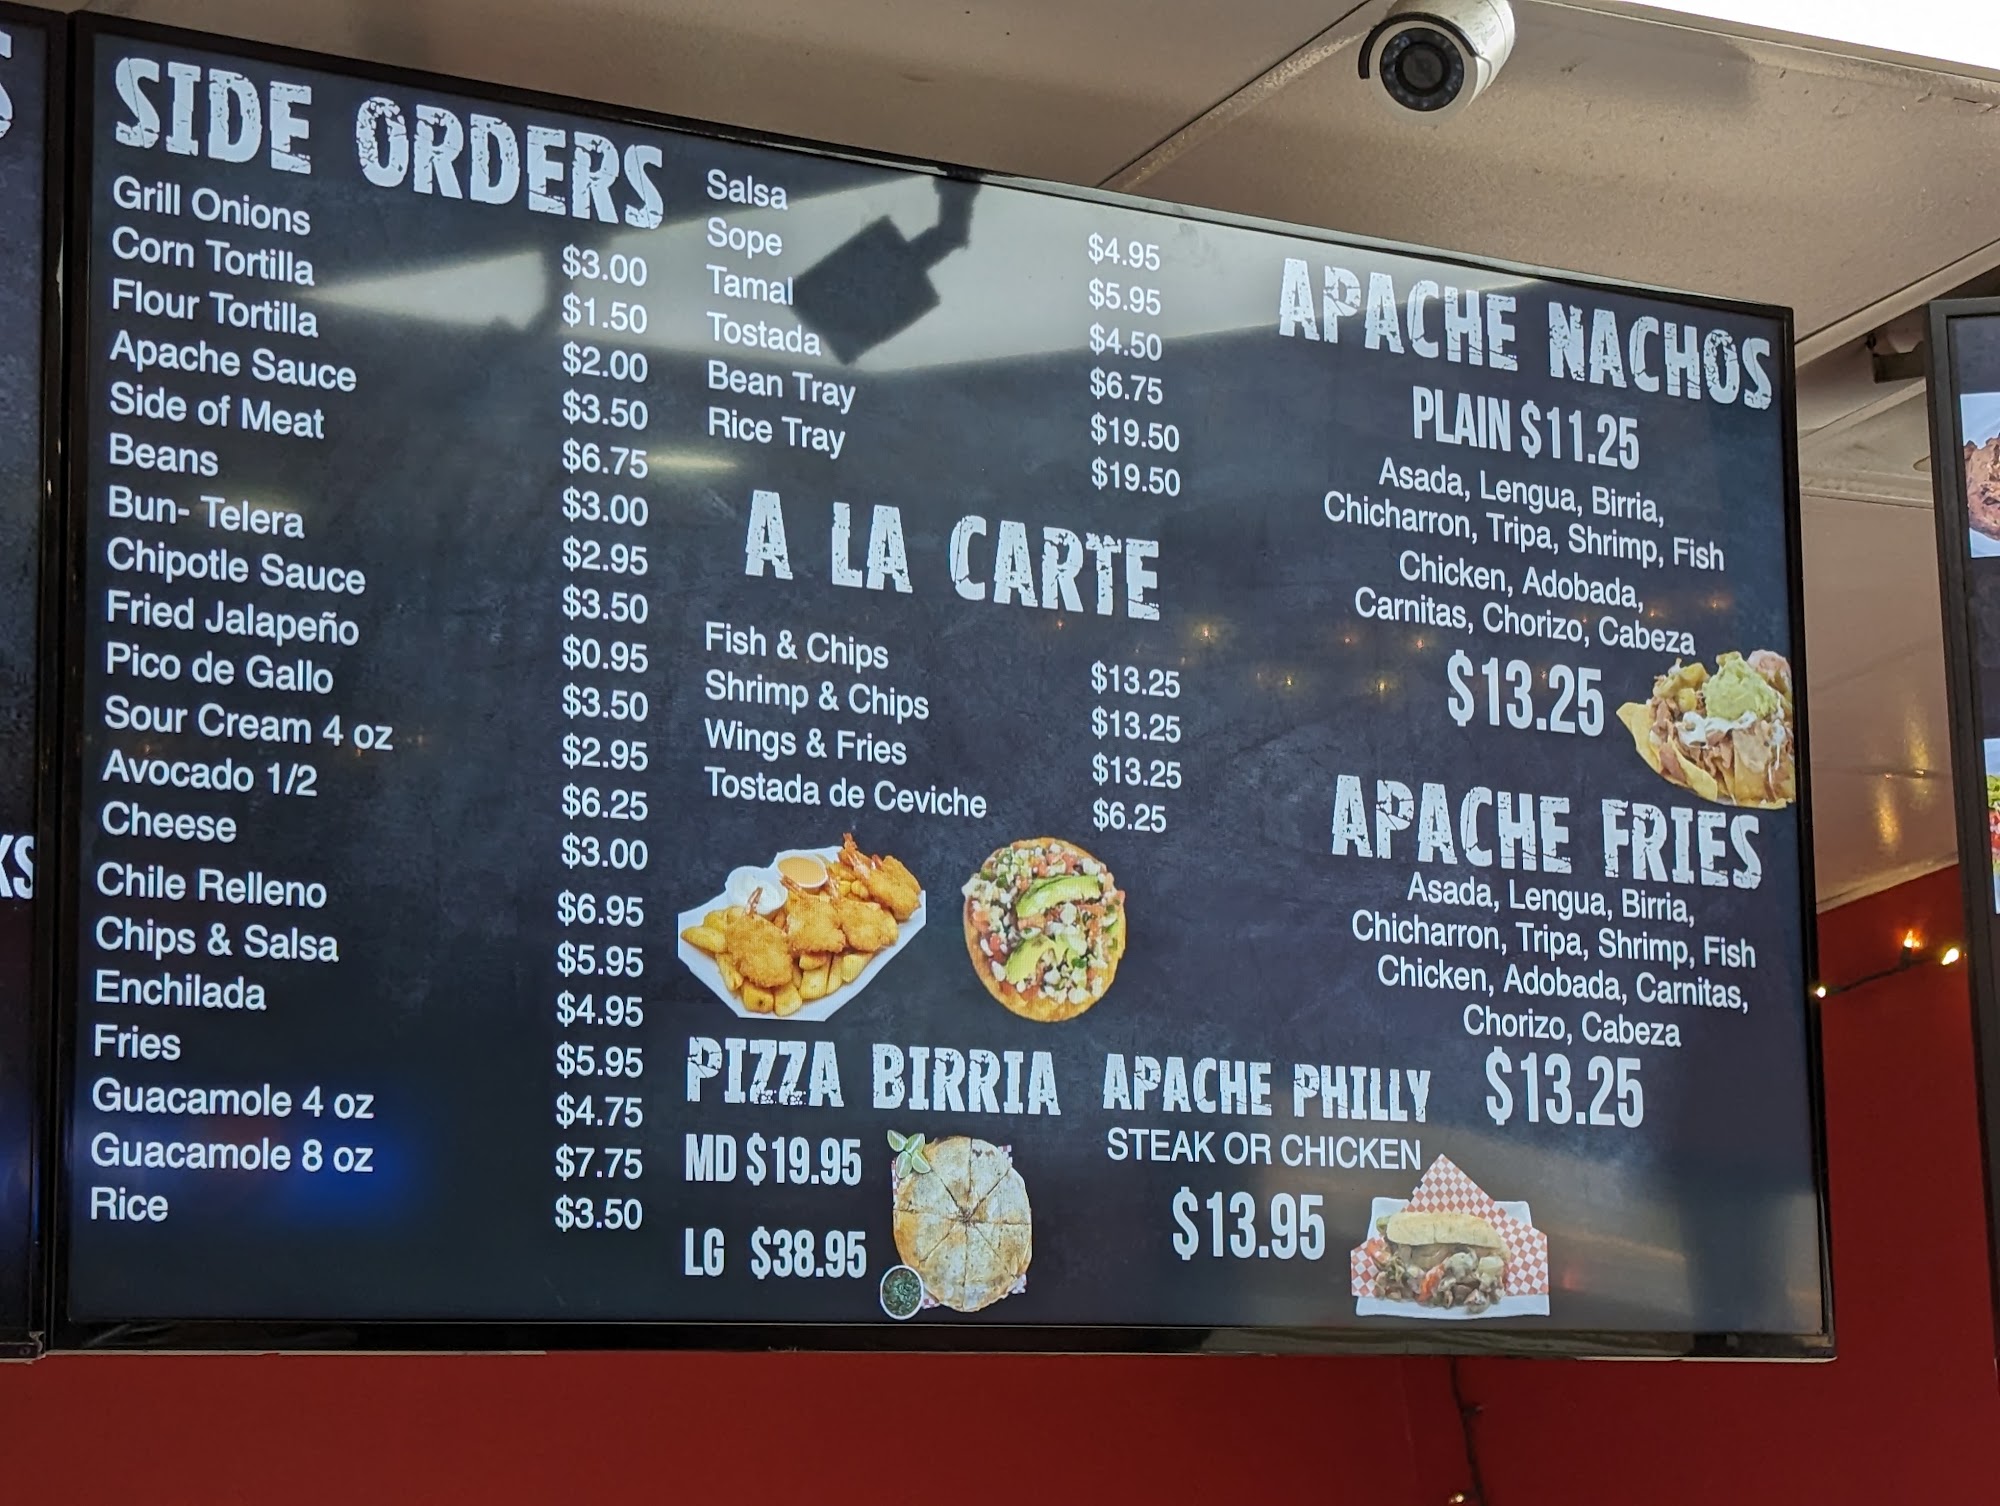 SIDE ORDERS
Grill Onions $3.00
Corn Tortilla $1.50
Flour Tortilla $2.00
Apache Sauce $3.50
Side of Meat $6.75
Beans $3.00
Bun- Telera $2.95
Chipotle Sauce $3.50
Fried Jalapeño $0.95
Pico de Gallo $3.50
Sour Cream 4 oz $2.95
Avocado 1/2 $6.25
Cheese $3.00
Chile Relleno $6.95
Chips & Salsa $5.95
Enchilada $4.95
Fries $5.95
Guacamole 4 oz $4.75
Guacamole 8 oz $7.75
Rice $3.50
Salsa $4.95
Sope $5.95
Tamal $4.50
Tostada $6.75
Bean Tray $19.50
Rice Tray $19.50
A LA CARTE
Fish & Chips $13.25
Shrimp & Chips $13.25
Wings & Fries $13.25
Tostada de Ceviche $6.25
PIZZA BIRRIA
MD $19.95
LG $38.95
APACHE PHILLY
STEAK OR CHICKEN
$13.95
APACHE NACHOS
PLAIN $11.25
Asada, Lengua, Birria,
Chicharron, Tripa, Shrimp, Fish
Chicken, Adobada,
Carnitas, Chorizo, Cabeza
$13.25
APACHE FRIES
Asada, Lengua, Birria,
Chicharron, Tripa, Shrimp, Fish
Chicken, Adobada, Carnitas,
Chorizo, Cabeza
$13.25